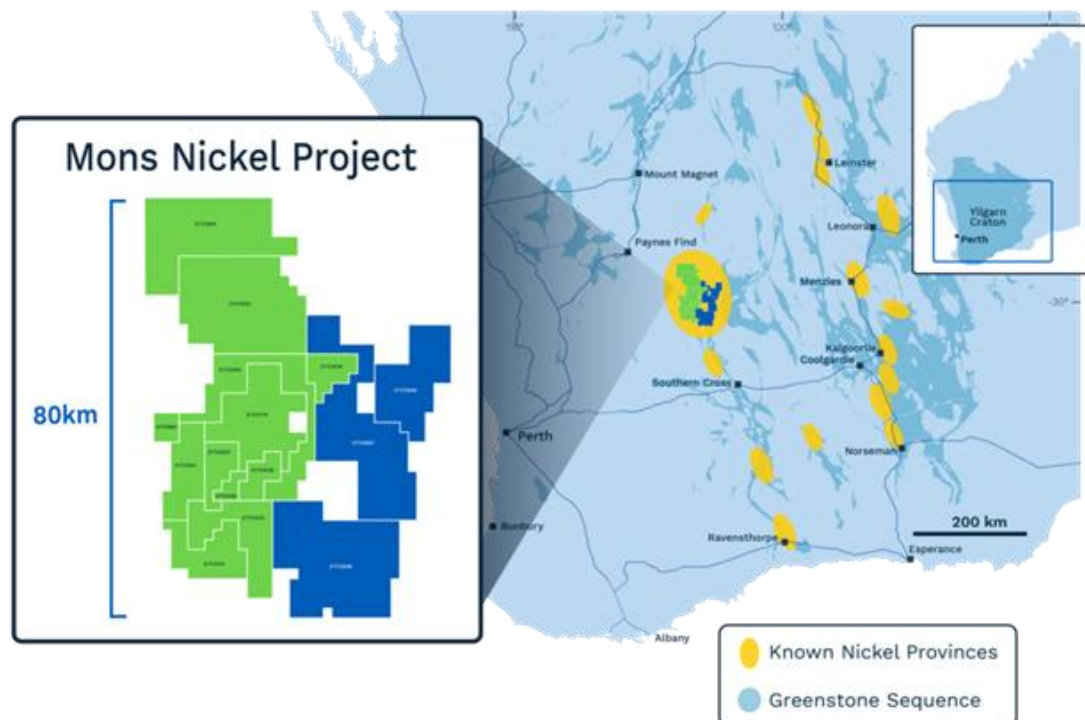 Mons Nickel Project
80km
Mount Magnet
Paynes Find
Leinster
Leonora
Menzies
Kalgoorlie
Coolgardie
Southern Cross
Perth
Norseman
Bunbury
Ravensthorpe
Esperance
Albany
-30°
200 km
Yilgarn
Craton
Perth
Known Nickel Provinces
Greenstone Sequence